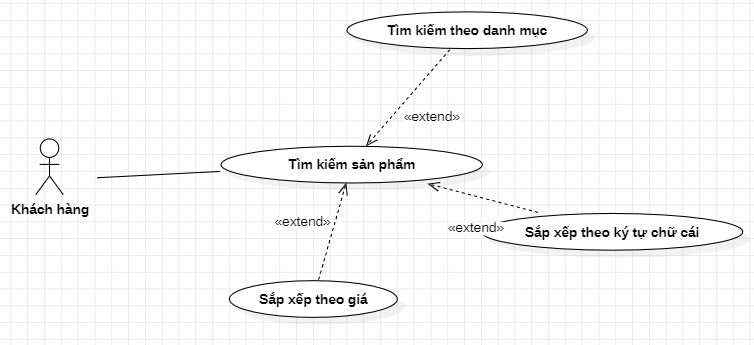 Tìm kiếm theo danh mục
«extend»
Tìm kiếm sản phẩm
Khách hàng
«extend»
«extend»
Sắp xếp theo ký tự chữ cái
Sắp xếp theo giá